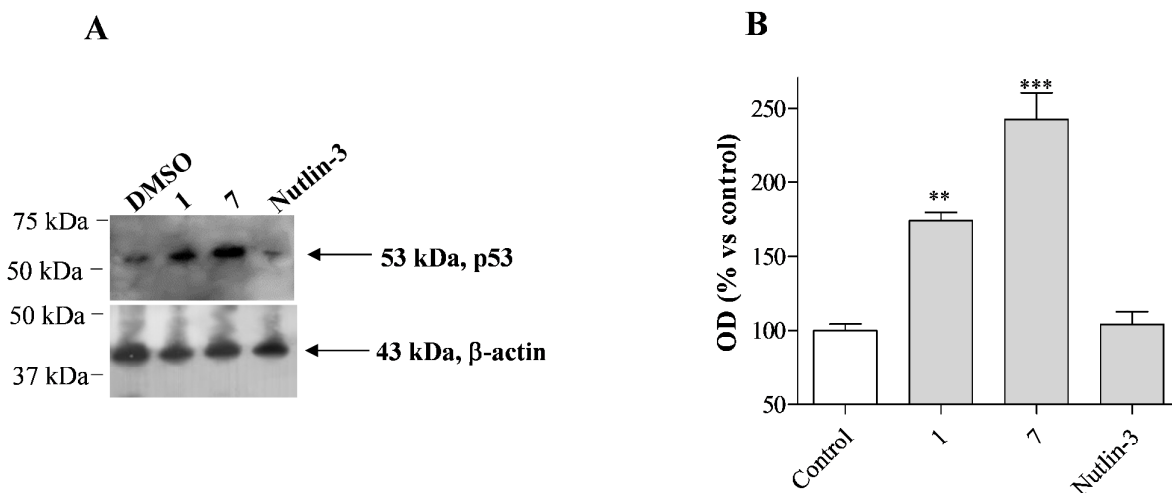 A
DMSO
1
7
Nutlin-3
75 kDa
50 kDa
53 kDa, p53
50 kDa
43 kDa, β-actin
37 kDa
B
OD (% vs control)
250
200
150
100
50
**
***
Control
1
7
Nutlin-3